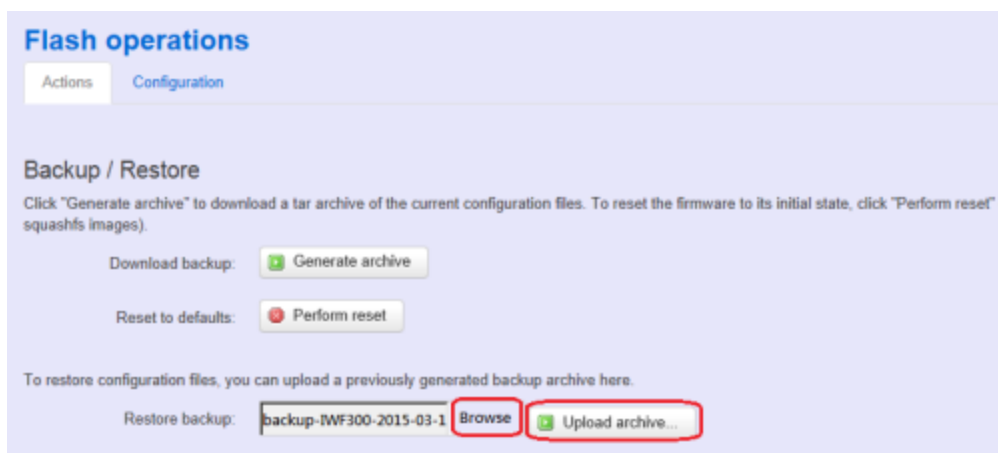 Flash operations
Actions Configuration
Backup / Restore
Click "Generate archive" to download a tar archive of the current configuration files. To reset the firmware to its initial state, click "Perform reset"
squashfs images).
Download backup: Generate archive
Reset to defaults: Perform reset
To restore configuration files, you can upload a previously generated backup archive here.
Restore backup: backup-IWF300-2015-03-1 Browse Upload archive...